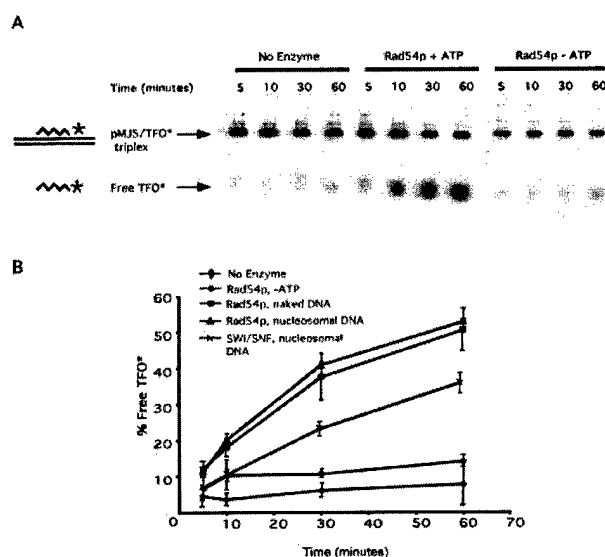 A
No Enzyme Rad54p + ATP Rad54p - ATP
Time (minutes) 5 10 30 60 5 10 30 60 5 10 30 60
pMJ5/TFO* triplex
Free TFO*
B
No Enzyme
Rad54p, -ATP
Rad54p, naked DNA
Rad54p, nucleosomal DNA
SWI/SNF, nucleosomal
DNA
% Free TFO*
60
50
40
30
20
10
0
0 10 20 30 40 50 60 70
Time (minutes)